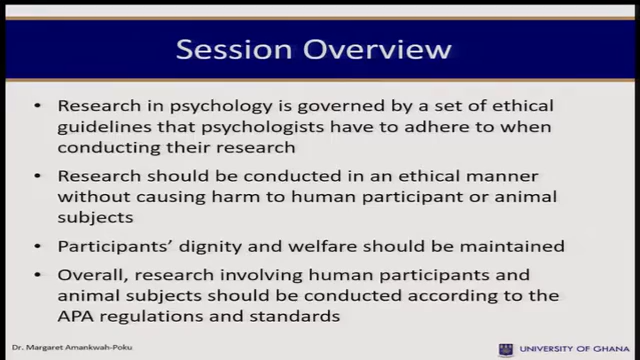 Session Overview
• Research in psychology is governed by a set of ethical
guidelines that psychologists have to adhere to when
conducting their research
• Research should be conducted in an ethical manner
without causing harm to human participant or animal
subjects
• Participants’ dignity and welfare should be maintained
• Overall, research involving human participants and
animal subjects should be conducted according to the
APA regulations and standards
Dr. Margaret Amankwah-Poku
UNIVERSITY OF GHANA